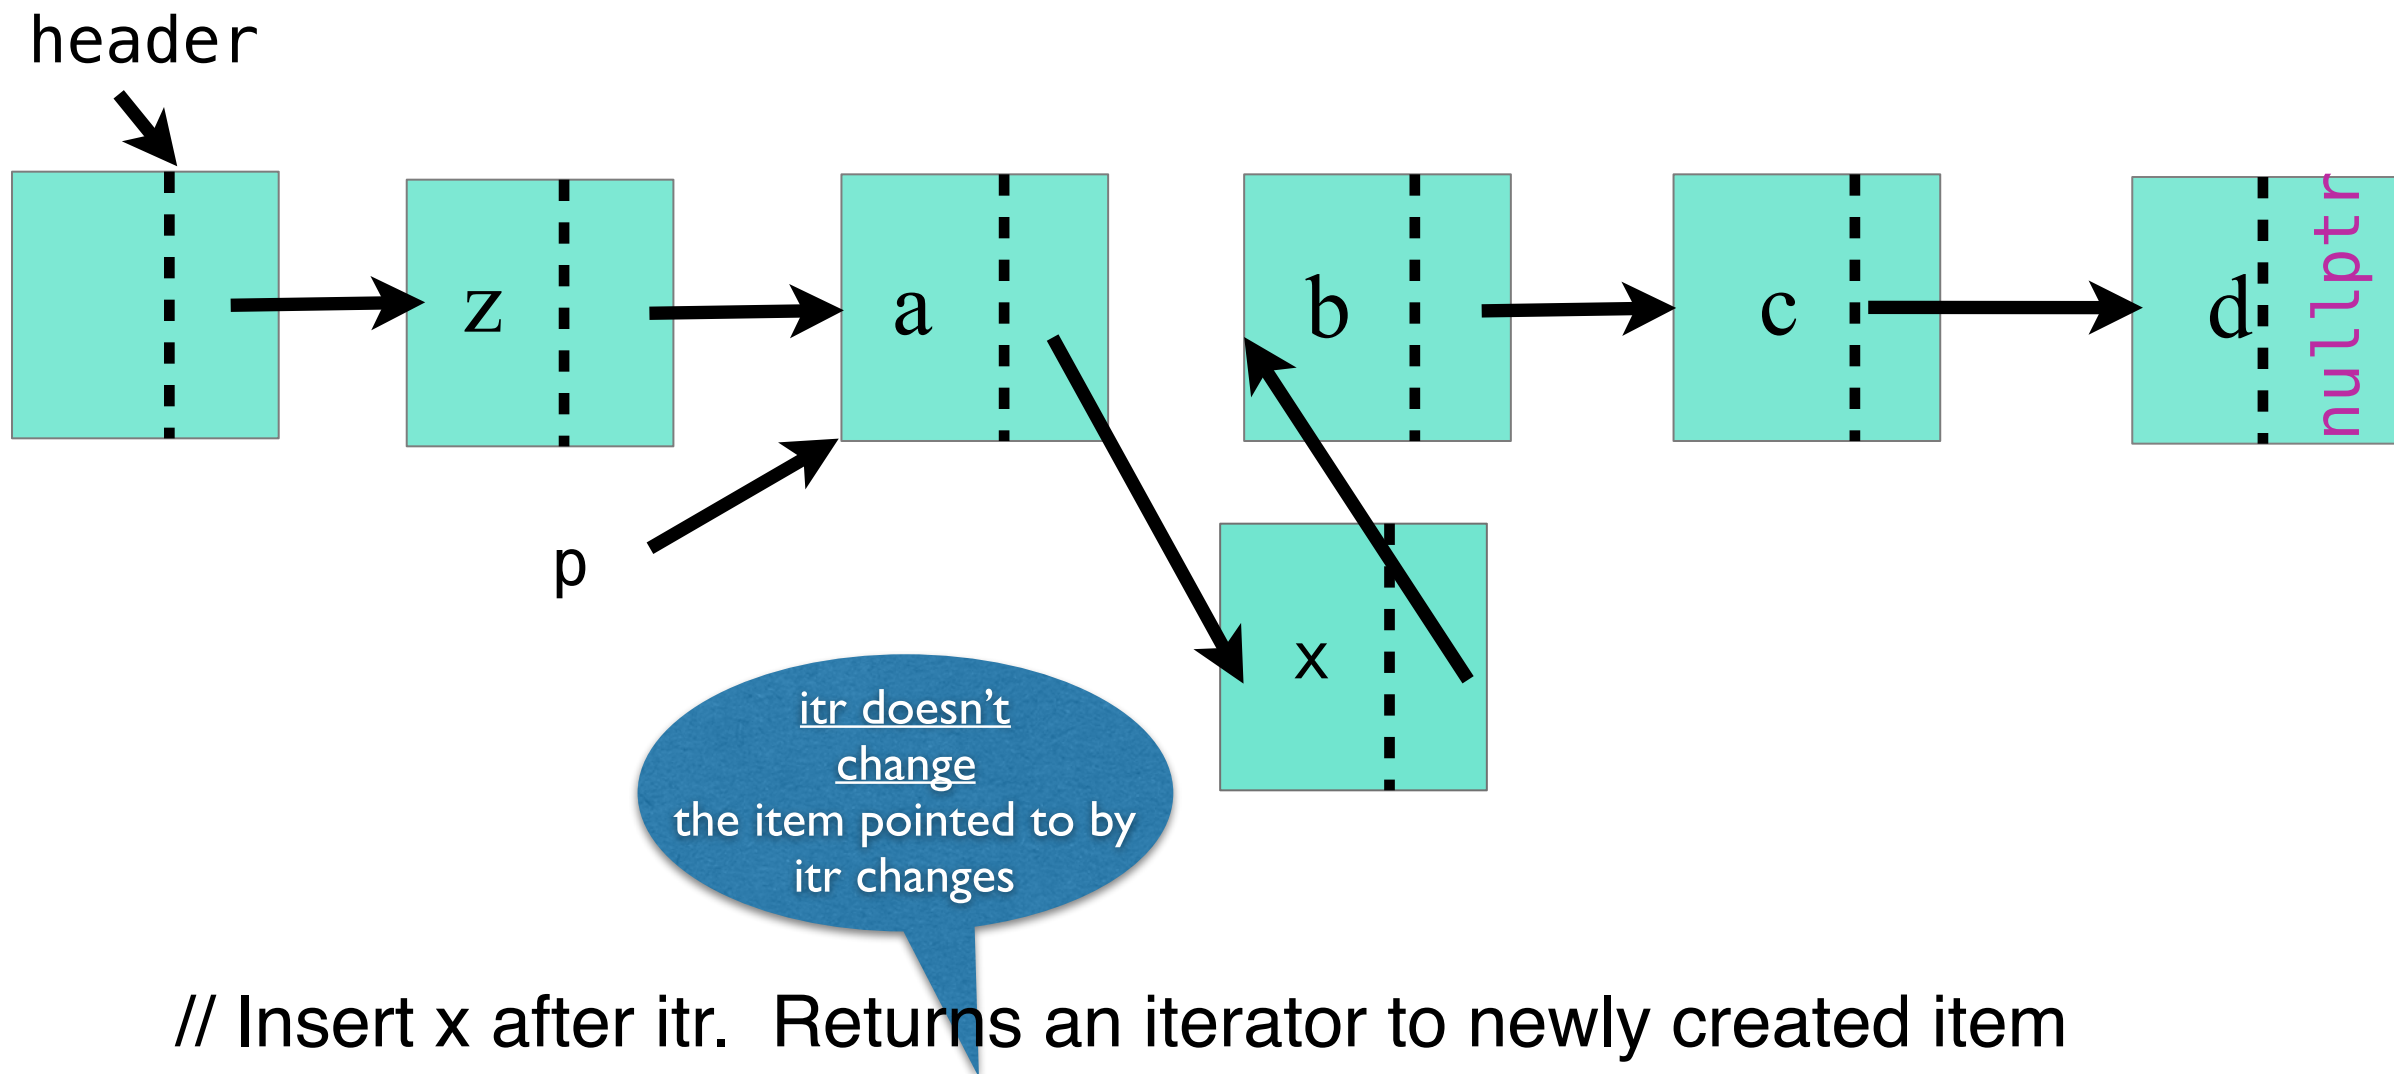 header
z
a
b
c
d
nullptr
p
x
itr doesn’t
change
the item pointed to by
itr changes
// Insert x after itr.  Returns an iterator to newly created item